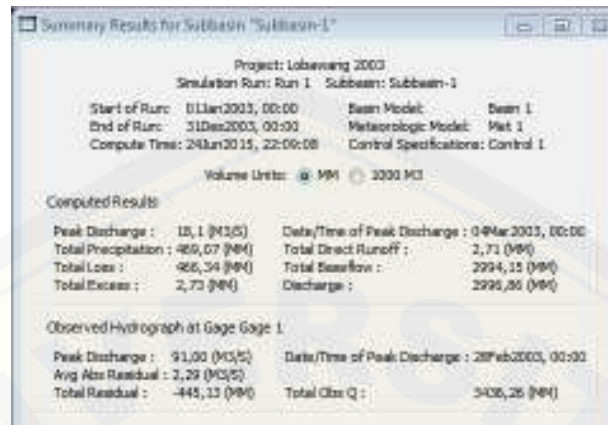 Summary Results for Subbasin "Subbasin-1"
Project: Lobawang 2003
Simulation Run: Run 1 Subbasin: Subbasin-1
Start of Run: 01Jan2003, 00:00 Basin Model: Basin 1
End of Run: 31Des2003, 00:00 Meteorologic Model: Met 1
Compute Time: 24Jun2015, 22:09:08 Control Specifications: Control 1
Volume Units: MM 1000 M3
Computed Results
Peak Discharge : 18,1 (M3/S) Date/Time of Peak Discharge : 04Mar2003, 00:00
Total Precipitation : 469,07 (MM) Total Direct Runoff : 2,71 (MM)
Total Loss : 466,34 (MM) Total Baseflow : 2994,15 (MM)
Total Excess : 2,73 (MM) Discharge : 2996,86 (MM)
Observed Hydrograph at Gage Gage 1
Peak Discharge : 91,00 (M3/S) Date/Time of Peak Discharge : 28Feb2003, 00:00
Avg Abs Residual : 2,29 (M3/S)
Total Residual : -445,13 (MM) Total Obs Q : 3436,26 (MM)